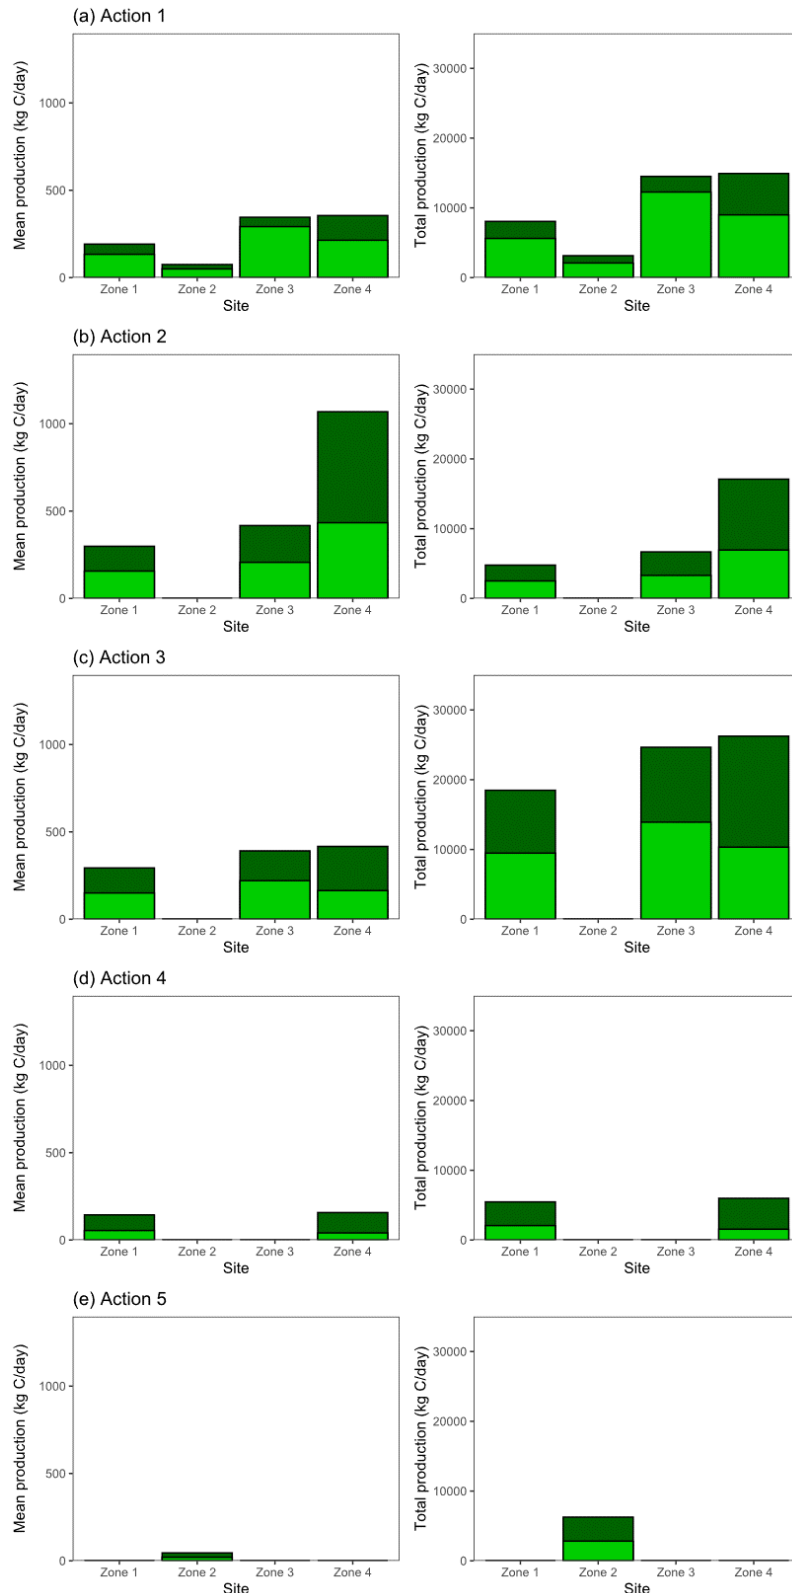 (a) Action 1
Mean production (kg C/day)
1000
500
0
Zone 1 Zone 2 Zone 3 Zone 4
Site
Total production (kg C/day)
30000
20000
10000
0
Zone 1 Zone 2 Zone 3 Zone 4
Site
(b) Action 2
Mean production (kg C/day)
1000
500
0
Zone 1 Zone 2 Zone 3 Zone 4
Site
Total production (kg C/day)
30000
20000
10000
0
Zone 1 Zone 2 Zone 3 Zone 4
Site
(c) Action 3
Mean production (kg C/day)
1000
500
0
Zone 1 Zone 2 Zone 3 Zone 4
Site
Total production (kg C/day)
30000
20000
10000
0
Zone 1 Zone 2 Zone 3 Zone 4
Site
(d) Action 4
Mean production (kg C/day)
1000
500
0
Zone 1 Zone 2 Zone 3 Zone 4
Site
Total production (kg C/day)
30000
20000
10000
0
Zone 1 Zone 2 Zone 3 Zone 4
Site
(e) Action 5
Mean production (kg C/day)
1000
500
0
Zone 1 Zone 2 Zone 3 Zone 4
Site
Total production (kg C/day)
30000
20000
10000
0
Zone 1 Zone 2 Zone 3 Zone 4
Site